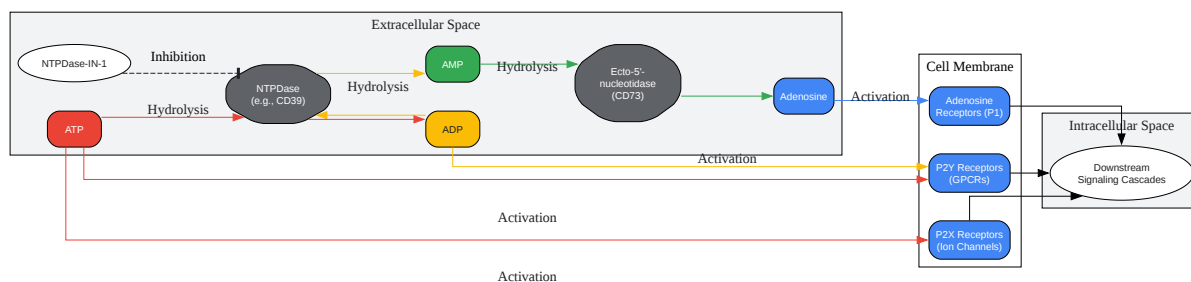 Extracellular Space
NTPDase-IN-1
Inhibition
AMP
Hydrolysis
Ecto-5'-
nucleotidase
(CD73)
NTPDase
(e.g., CD39)
Hydrolysis
Adenosine
Activation
Hydrolysis
ATP
ADP
Cell Membrane
Adenosine
Receptors (P1)
Intracellular Space
Activation
P2Y Receptors
(GPCRs)
Downstream
Signaling Cascades
Activation
P2X Receptors
(Ion Channels)
Activation